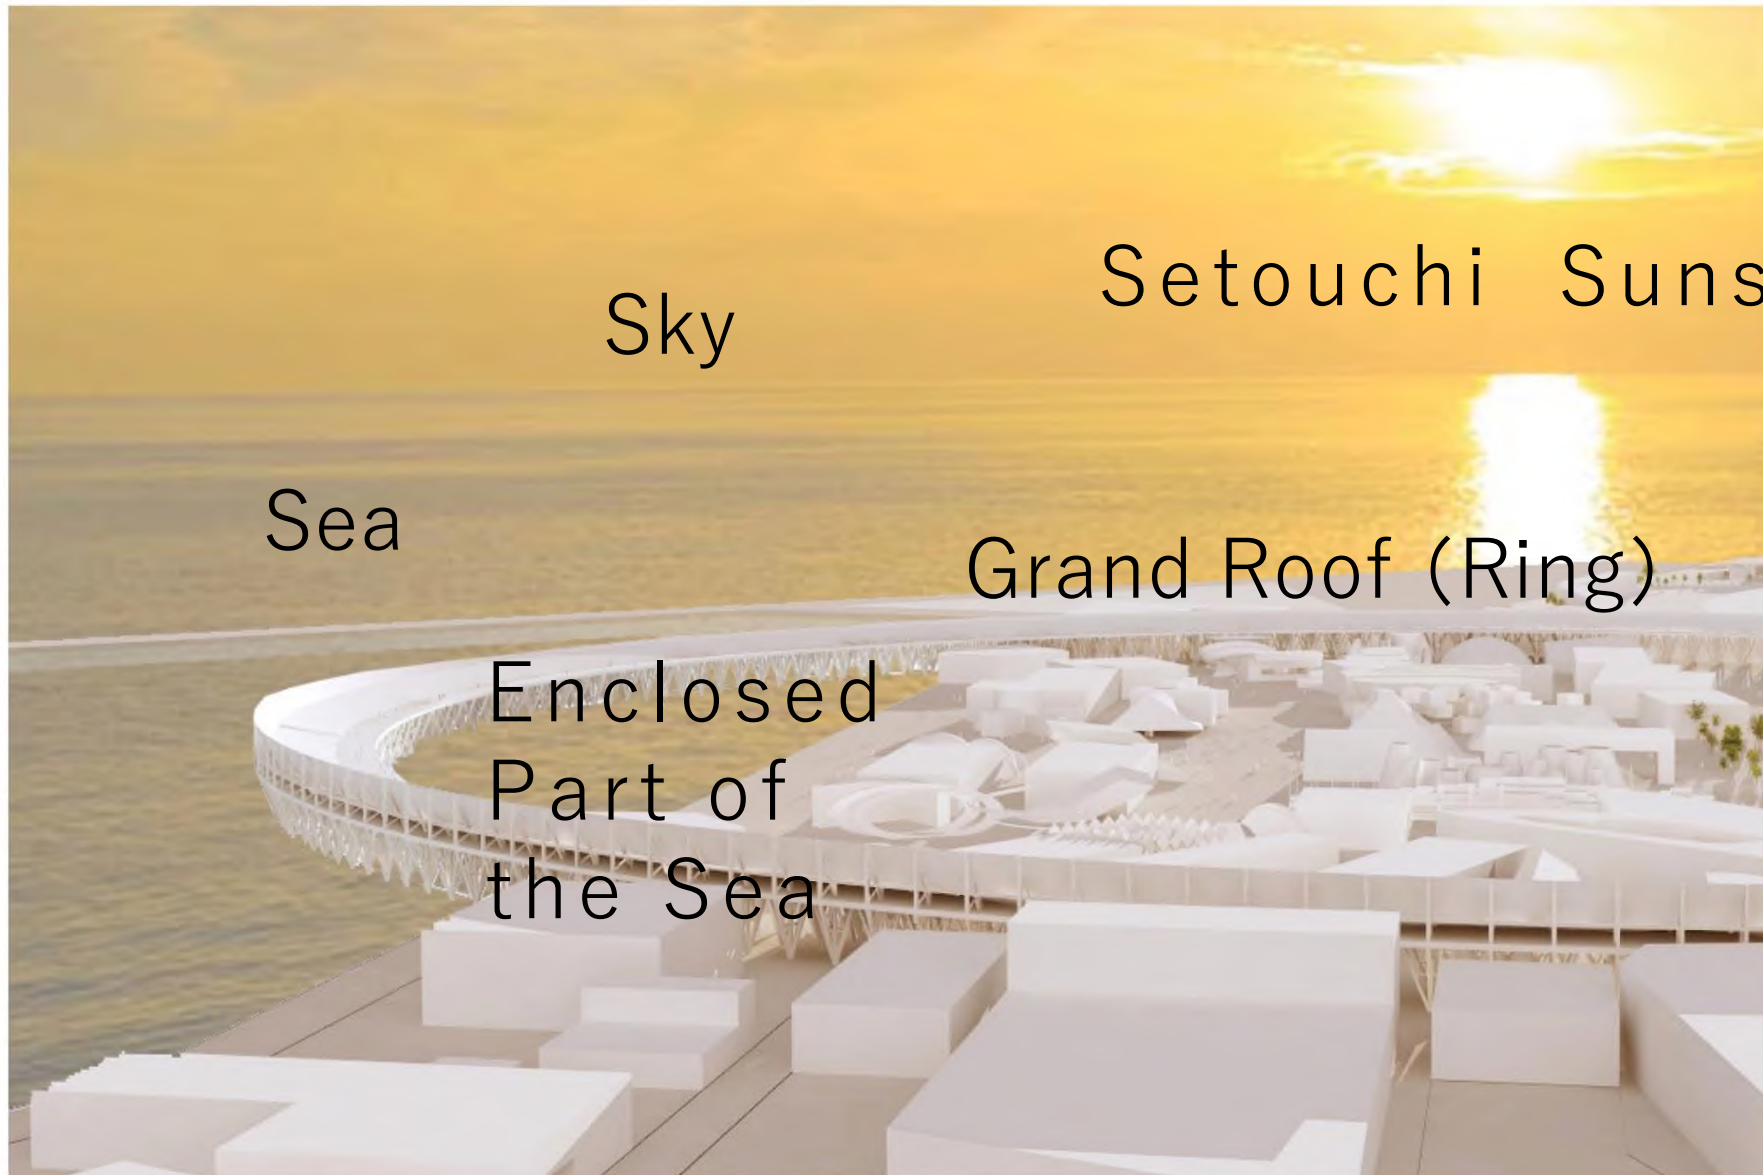 Setouchi Suns
Sky
Sea
Grand Roof (Ring)
Enclosed
Part of
the Sea